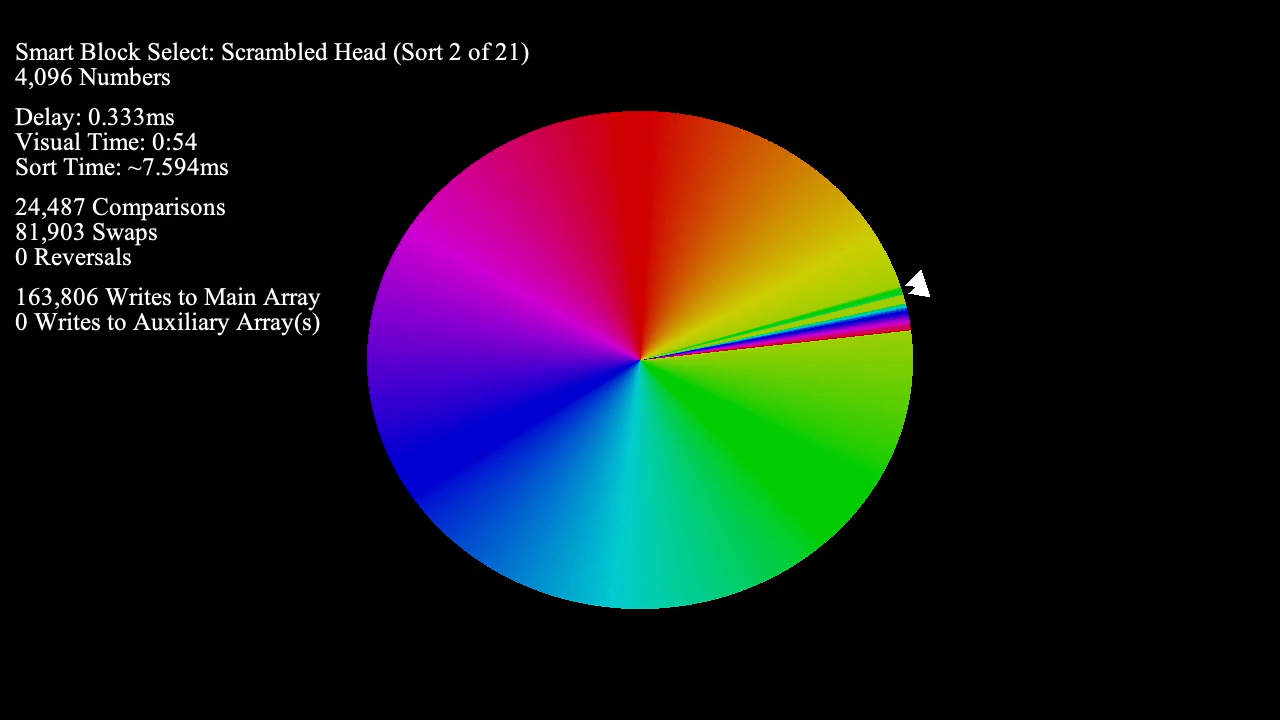 Smart Block Select: Scrambled Head (Sort 2 of 21)
4,096 Numbers
Delay: 0.333ms
Visual Time: 0:54
Sort Time: ~7.594ms
24,487 Comparisons
81,903 Swaps
0 Reversals
163,806 Writes to Main Array
0 Writes to Auxiliary Array(s)